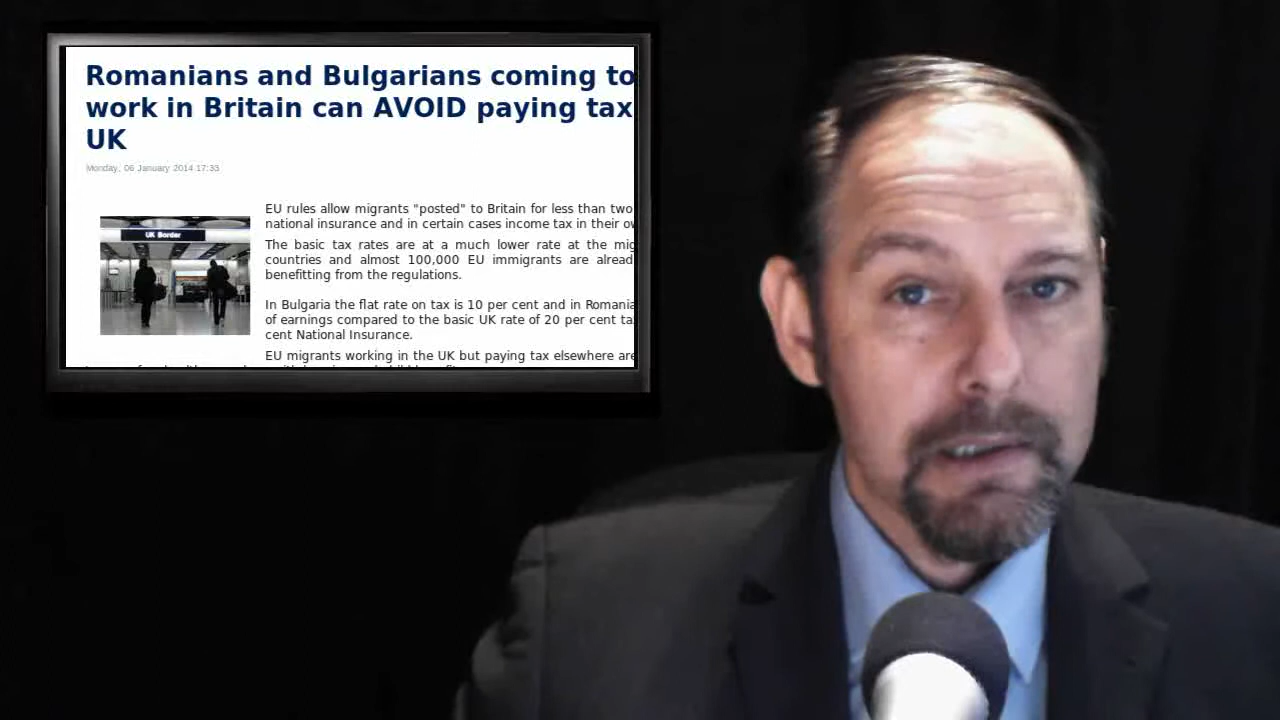 Romanians and Bulgarians coming to
work in Britain can AVOID paying tax
UK
Monday, 06 January 2014 17:33
UK Border
EU rules allow migrants "posted" to Britain for less than two
national insurance and in certain cases income tax in their
The basic tax rates are at a much lower rate at the
countries and almost 100,000 EU immigrants are
benefitting from the regulations.
In Bulgaria the flat rate on tax is 10 per cent and in Romania
of earnings compared to the basic UK rate of 20 per cent
cent National Insurance.
EU migrants working in the UK but paying tax elsewhere are